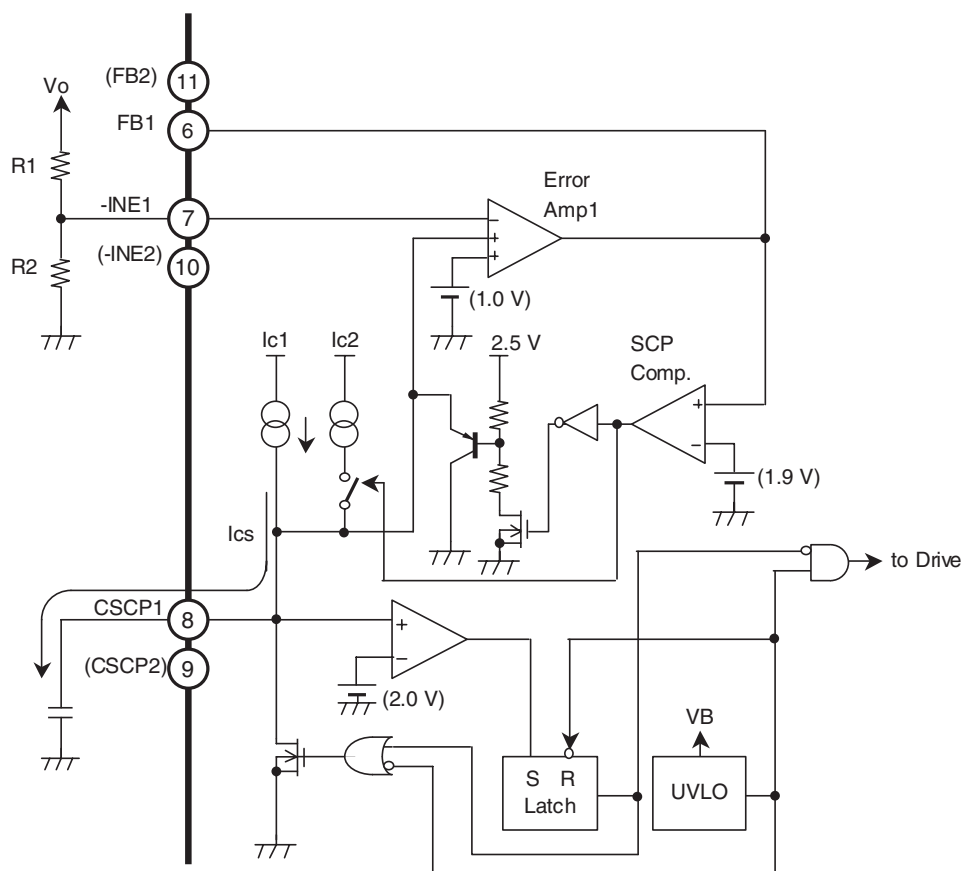 (FB2) 11
Vo
FB1 6
R1
Error
Amp1
-INE1 7
-
+
+
(-INE2) 10
R2
(1.0 V)
Ic1 Ic2 2.5 V
SCP
Comp.
+
-
(1.9 V)
Ics
to Drive
CSCP1 8
+
-
(CSCP2) 9
(2.0 V)
VB
S R
Latch
UVLO